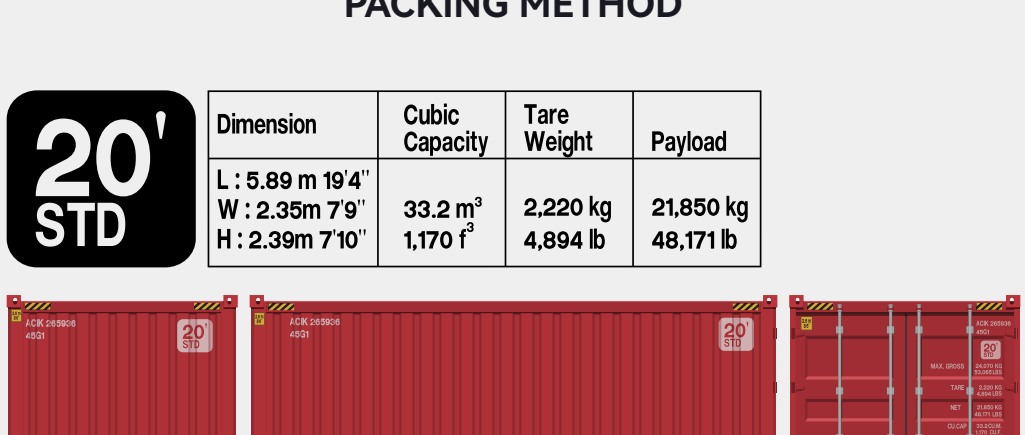 PACKING METHOD
20'
STD
Dimension
Cubic
Capacity
Tare
Weight
Payload
L : 5.89 m 19'4"
W : 2.35m 7'9"
H : 2.39m 7'10"
33.2 m³
1,170 f³
2,220 kg
4,894 lb
21,850 kg
48,171 lb
ACIK 265936
45G1
20'
STD
ACIK 265936
45G1
20'
STD
ACIK 265936
45G1
20'
STD
MAX. GROSS
24,070 KG
53,065 LBS
TARE
2,220 KG
4,894 LBS
NET
21,850 KG
48,171 LBS
CU.CAP
33.2 CU.M.
1,170 CU.F.